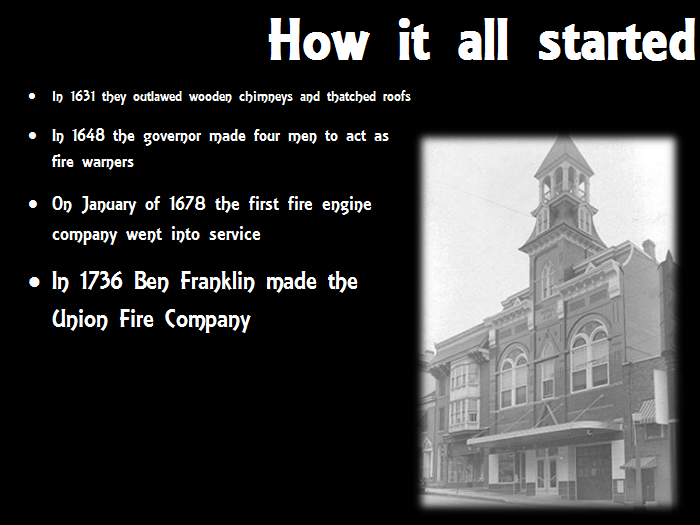 How it all started
• In 1631 they outlawed wooden chimneys and thatched roofs
• In 1648 the governor made four men to act as
fire warners
• On January of 1678 the first fire engine
company went into service
• In 1736 Ben Franklin made the
Union Fire Company